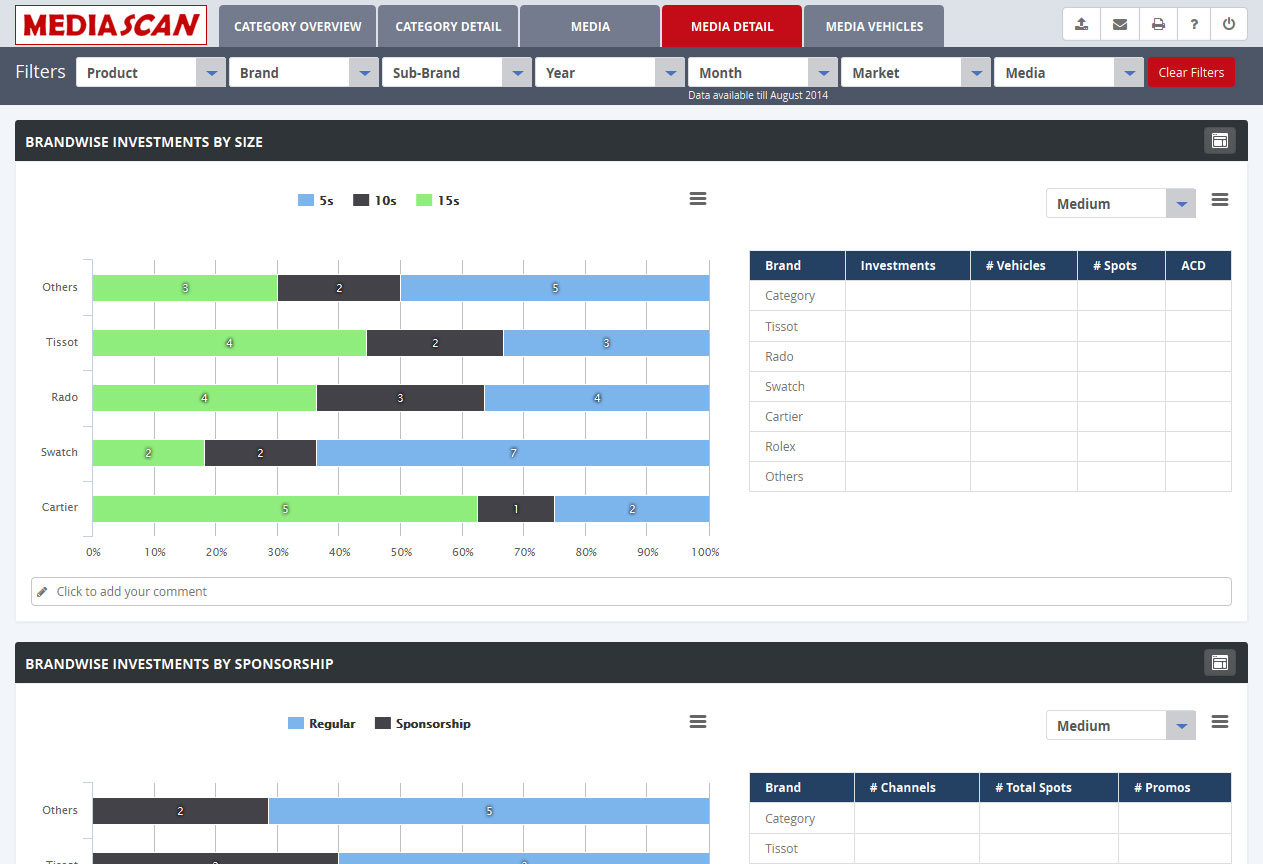 MEDIASCAN CATEGORY OVERVIEW CATEGORY DETAIL MEDIA MEDIA DETAIL MEDIA VEHICLES ?
Filters Product Brand Sub-Brand Year Month Market Media Clear Filters
Data available till August 2014
BRANDWISE INVESTMENTS BY SIZE
5s 10s 15s
Medium
Others 3 2 5
Tissot 4 2 3
Rado 4 3 4
Swatch 2 2 7
Cartier 5 1 2
0% 10% 20% 30% 40% 50% 60% 70% 80% 90% 100%
Brand Investments # Vehicles # Spots ACD
Category
Tissot
Rado
Swatch
Cartier
Rolex
Others
Click to add your comment
BRANDWISE INVESTMENTS BY SPONSORSHIP
Regular Sponsorship
Medium
Others 2 5
Tissot
Brand # Channels # Total Spots # Promos
Category
Tissot